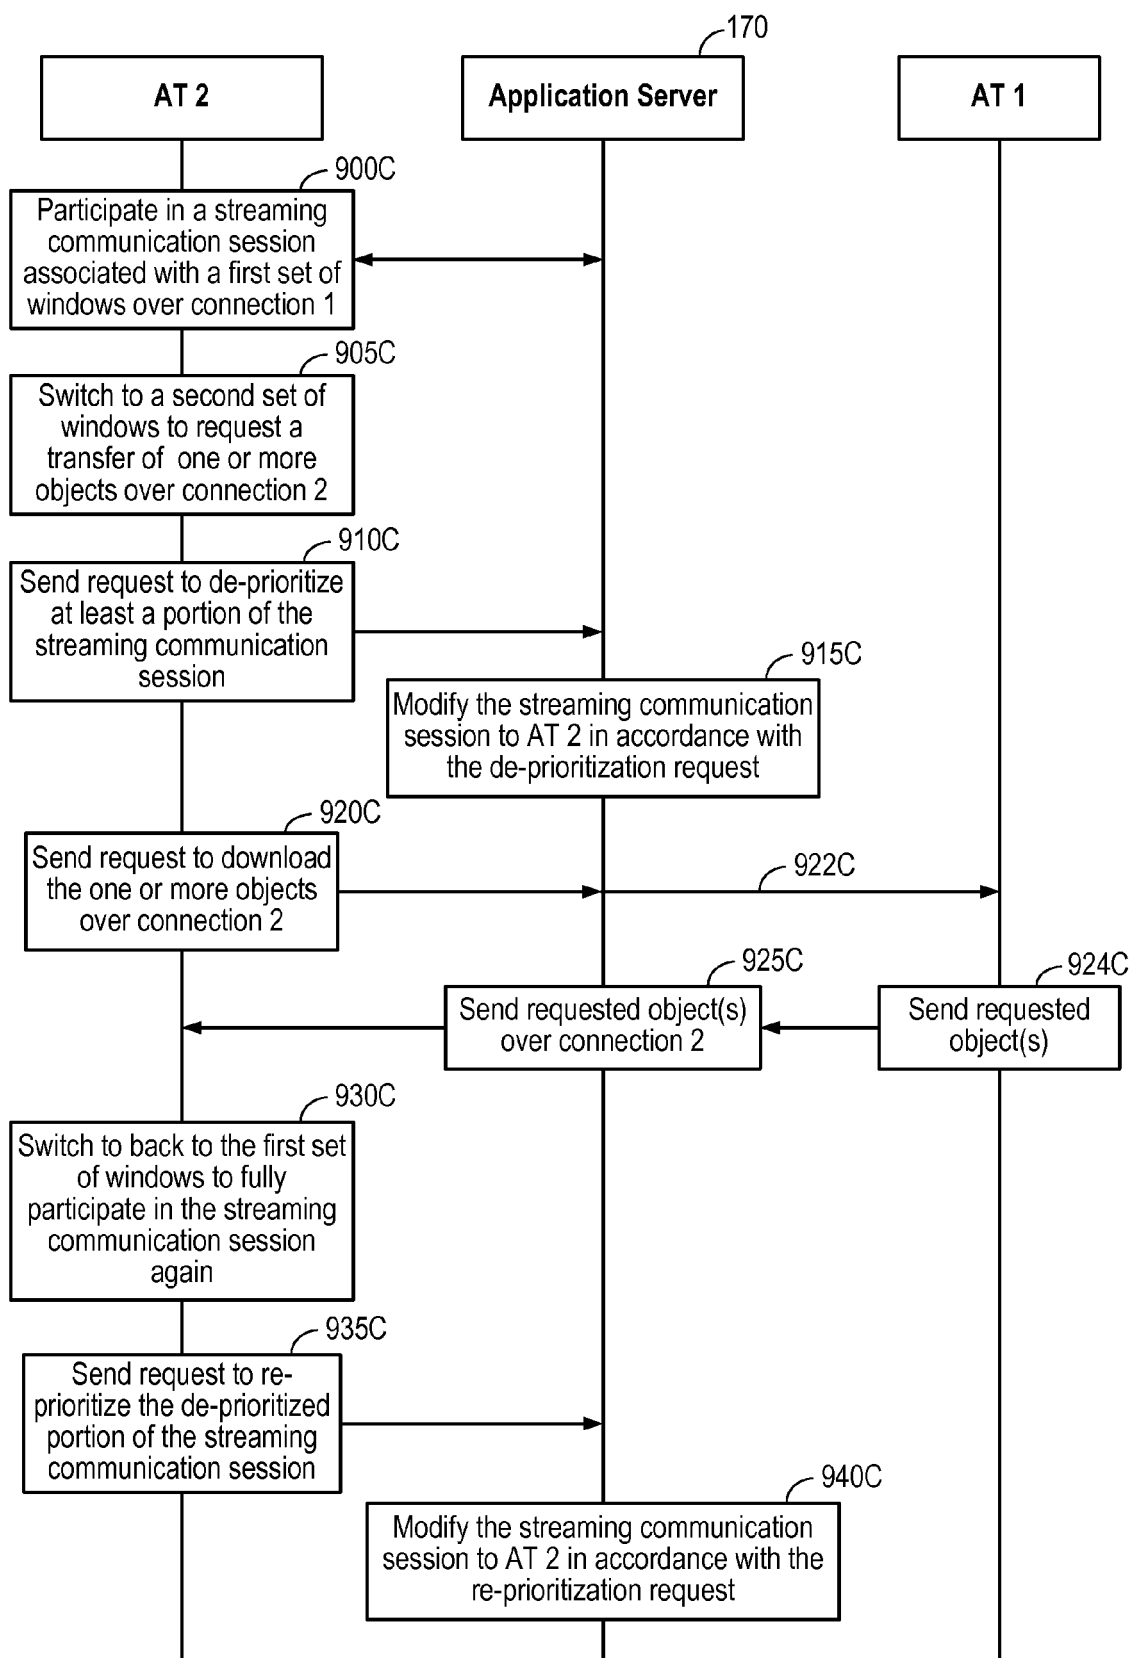 170
AT 2
Application Server
AT 1
900C
Participate in a streaming
communication session
associated with a first set of
windows over connection 1
905C
Switch to a second set of
windows to request a
transfer of one or more
objects over connection 2
910C
Send request to de-prioritize
at least a portion of the
streaming communication
session
915C
Modify the streaming communication
session to AT 2 in accordance with
the de-prioritization request
920C
Send request to download
the one or more objects
over connection 2
922C
925C
Send requested object(s)
over connection 2
924C
Send requested
object(s)
930C
Switch to back to the first set
of windows to fully
participate in the streaming
communication session
again
935C
Send request to re-
prioritize the de-prioritized
portion of the streaming
communication session
940C
Modify the streaming communication
session to AT 2 in accordance with the
re-prioritization request